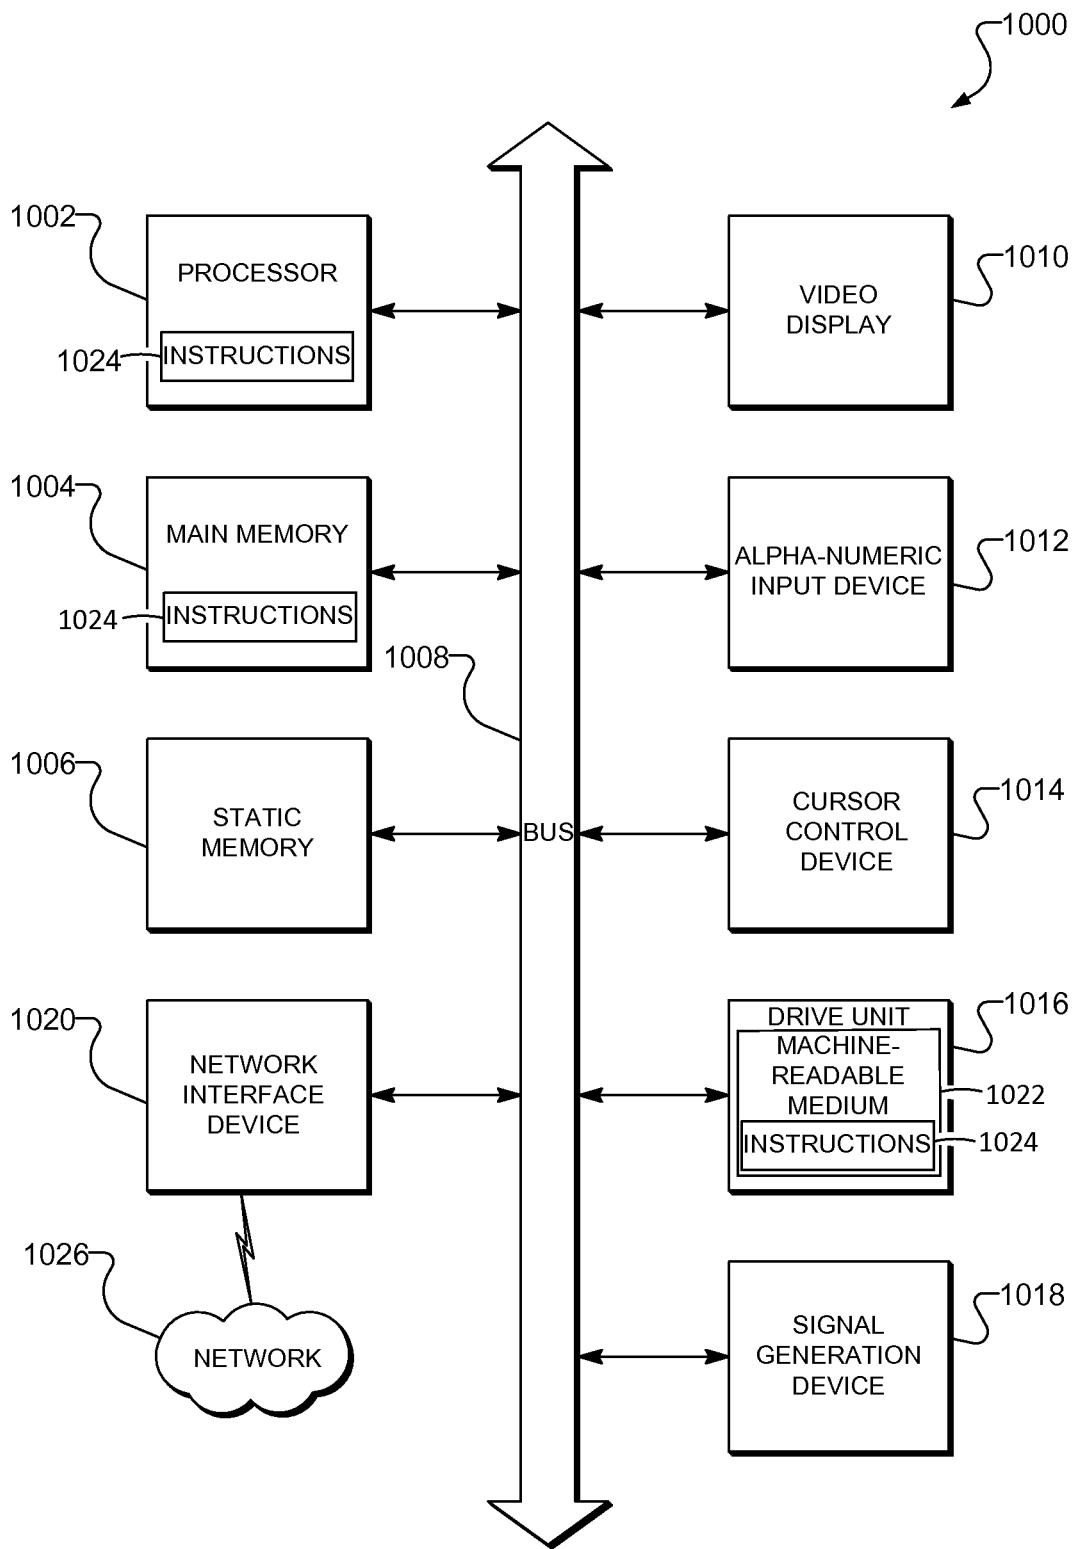 1000
1002
PROCESSOR
1024
INSTRUCTIONS
1010
VIDEO
DISPLAY
1004
MAIN MEMORY
1024
INSTRUCTIONS
1012
ALPHA-NUMERIC
INPUT DEVICE
1008
BUS
1006
STATIC
MEMORY
1014
CURSOR
CONTROL
DEVICE
1020
NETWORK
INTERFACE
DEVICE
1016
DRIVE UNIT
MACHINE-
READABLE
MEDIUM
1022
INSTRUCTIONS
1024
1026
NETWORK
1018
SIGNAL
GENERATION
DEVICE